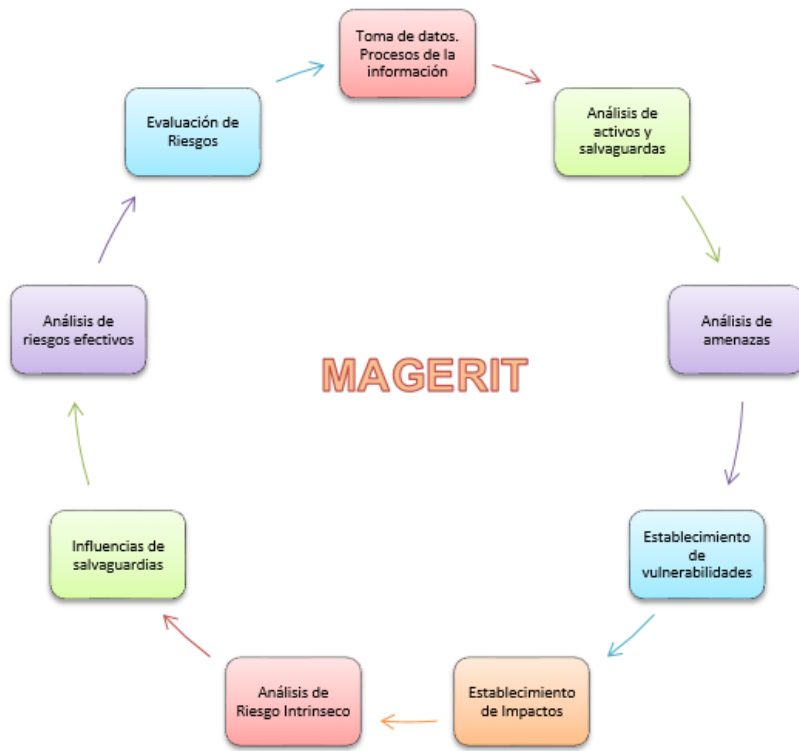 Toma de datos.
Procesos de la
información
Análisis de
activos y
salvaguardas
Análisis de
amenazas
Establecimiento
de
vulnerabilidades
Establecimiento
de Impactos
Análisis de
Riesgo Intrinseco
Influencias de
salvaguardias
Análisis de
riesgos efectivos
Evaluación de
Riesgos
MAGERIT